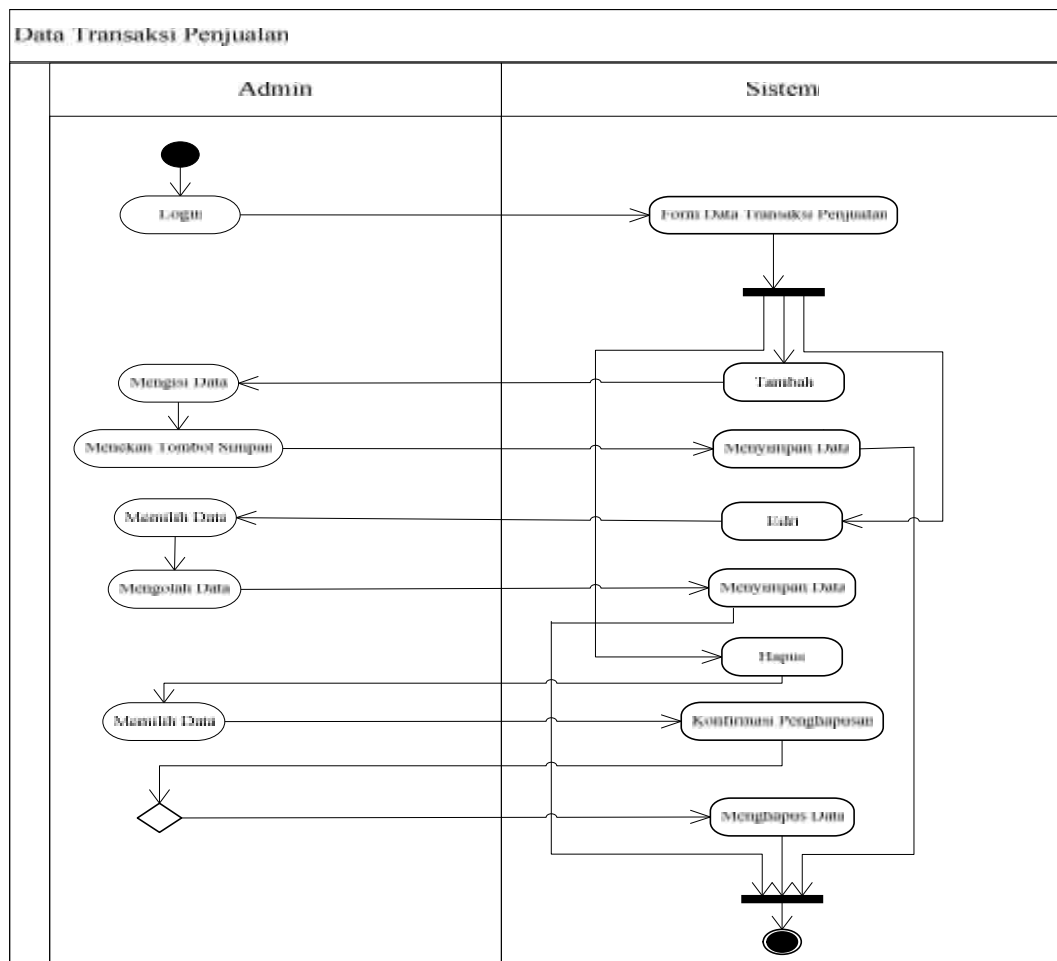 Data Transaksi Penjualan
Admin
Sistem
Login
Form Data Transaksi Penjualan
Mengisi Data
Tambah
Menekan Tombol Simpan
Menyimpan Data
Memilih Data
Edit
Mengolah Data
Menyimpan Data
Hapus
Memilih Data
Konfirmasi Penghapusan
Menghapus Data